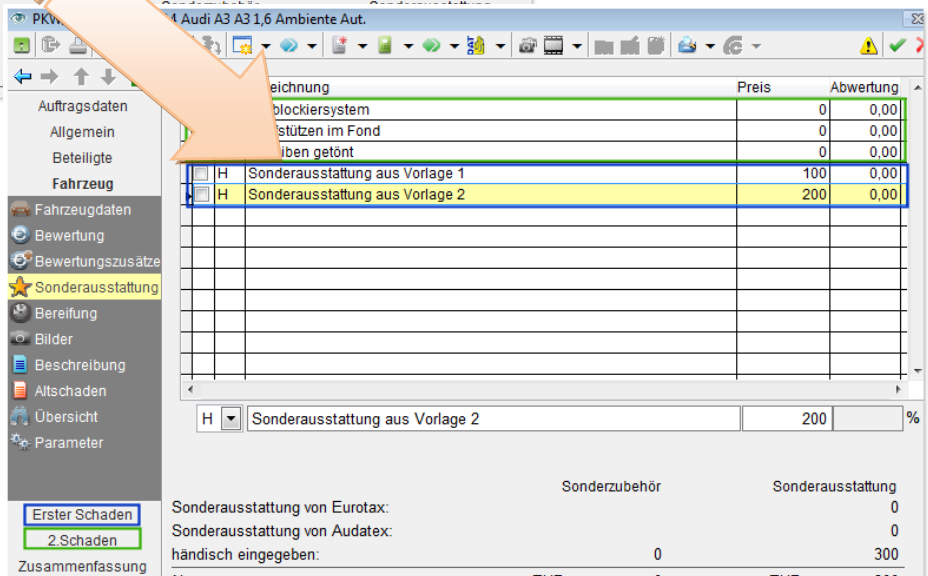 4 Audi A3 A3 1,6 Ambiente Aut.
Preis Abwertung
Auftragsdaten
Allgemein
Beteiligte
Fahrzeug
Fahrzeugdaten
Bewertung
Bewertungszusätze
Sonderausstattung
Bereifung
Bilder
Beschreibung
Altschaden
Übersicht
Parameter
Erster Schaden
2.Schaden
Zusammenfassung
eichnung
blockiersystem 0 0,00
stützen im Fond 0 0,00
iben getönt 0 0,00
H Sonderausstattung aus Vorlage 1 100 0,00
H Sonderausstattung aus Vorlage 2 200 0,00
H Sonderausstattung aus Vorlage 2 200 %
Sonderzubehör Sonderausstattung
Sonderausstattung von Eurotax: 0
Sonderausstattung von Audatex: 0
händisch eingegeben: 0 300